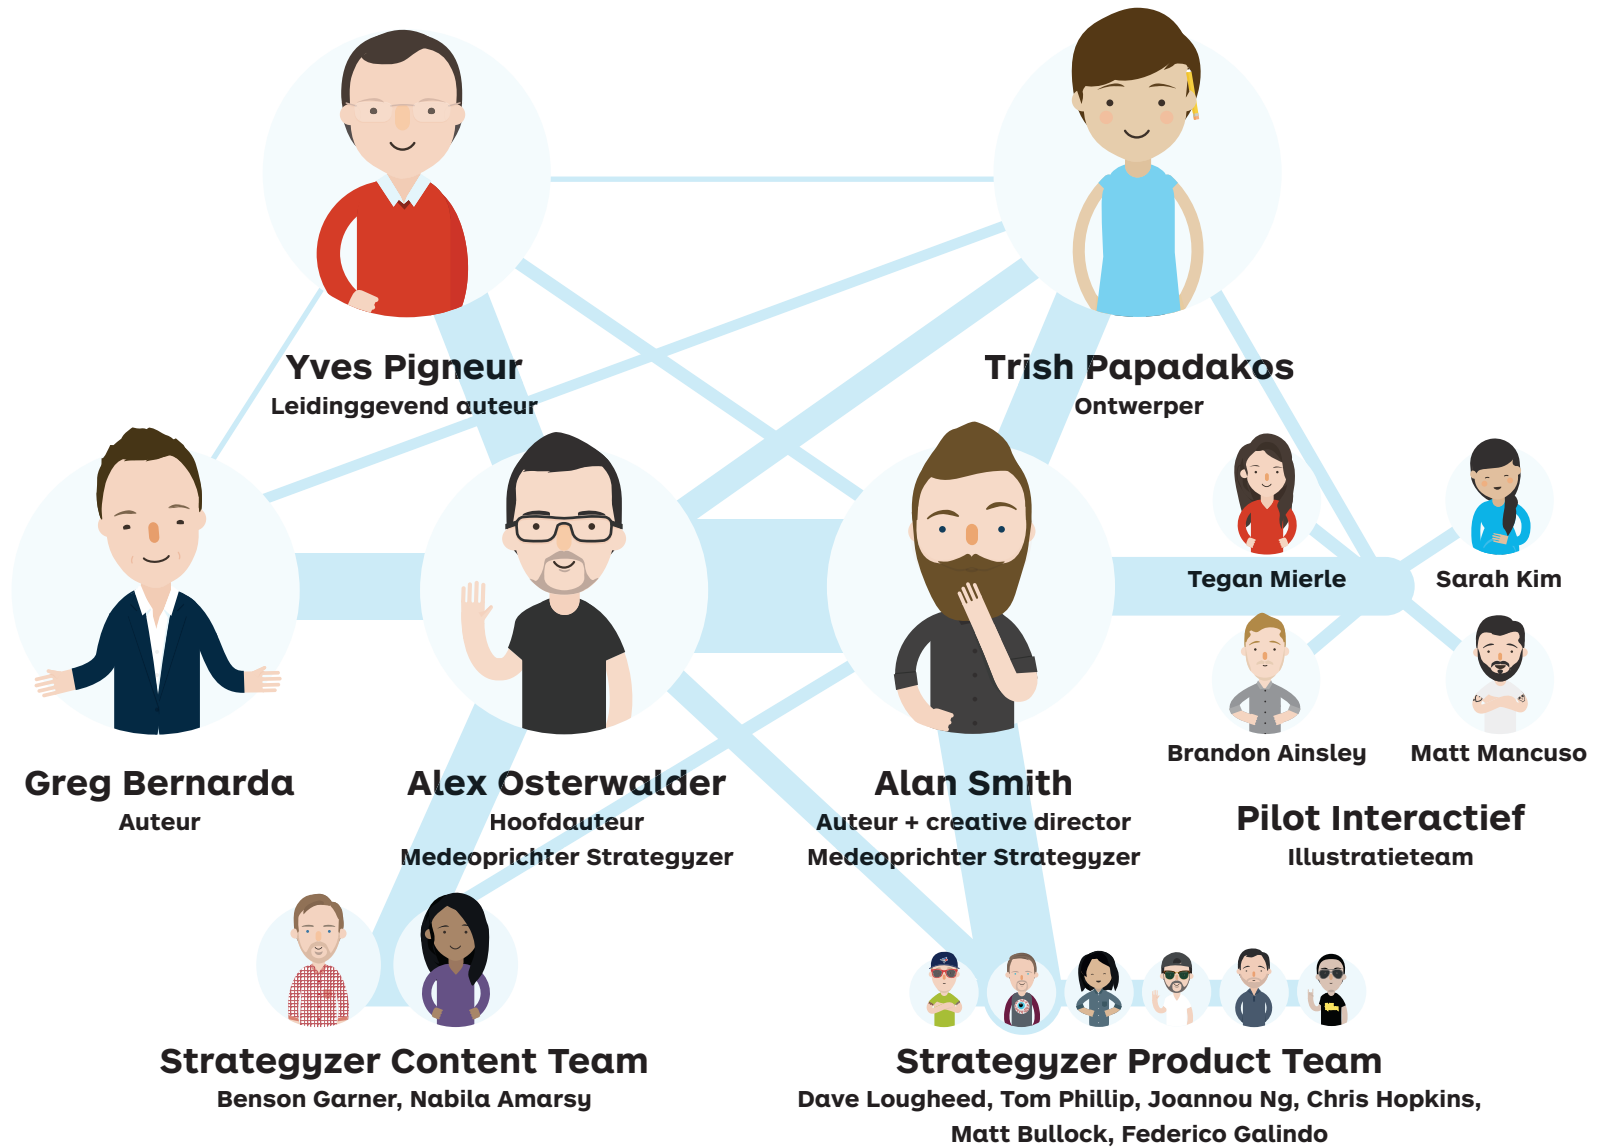 Yves Pigneur
Leidinggevend auteur
Trish Papadakos
Ontwerper
Tegan Mierle
Sarah Kim
Brandon Ainsley
Matt Mancuso
Greg Bernarda
Auteur
Alex Osterwalder
Hoofdauteur
Medeoprichter Strategyzer
Alan Smith
Auteur + creative director
Medeoprichter Strategyzer
Pilot Interactief
Illustratieteam
Strategyzer Content Team
Benson Garner, Nabila Amarsy
Strategyzer Product Team
Dave Lougheed, Tom Phillip, Joannou Ng, Chris Hopkins,
Matt Bullock, Federico Galindo